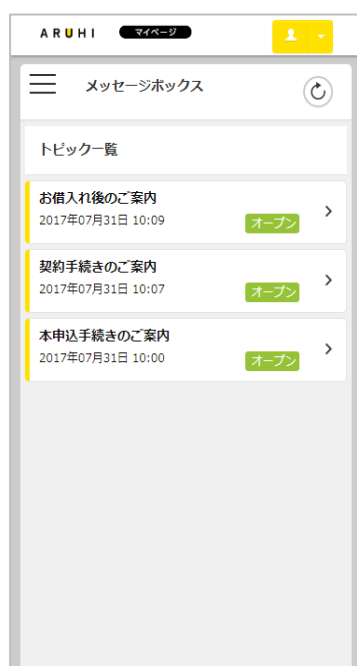 ARUHI マイページ
メッセージボックス
トピック一覧
お借入れ後のご案内
2017年07月31日 10:09
オープン
契約手続きのご案内
2017年07月31日 10:07
オープン
本申込手続きのご案内
2017年07月31日 10:00
オープン